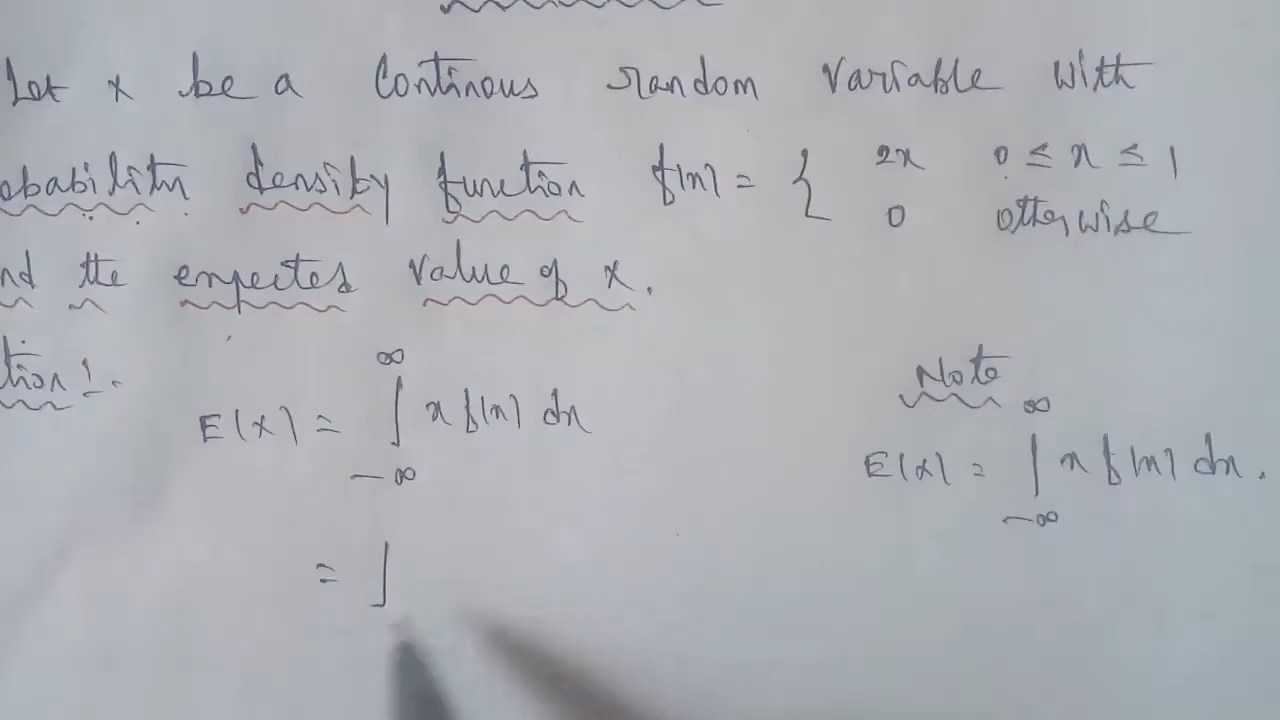 Let x be a Continous random variable with
obability density function f(x) = { 2x 0 ≤ x ≤ 1
0 otherwise
nd the expected value of x.
tion :-
Note
E(x) = ∫_{-∞}^{∞} x f(x) dx
E(x) = ∫_{-∞}^{∞} x f(x) dx.
= ∫